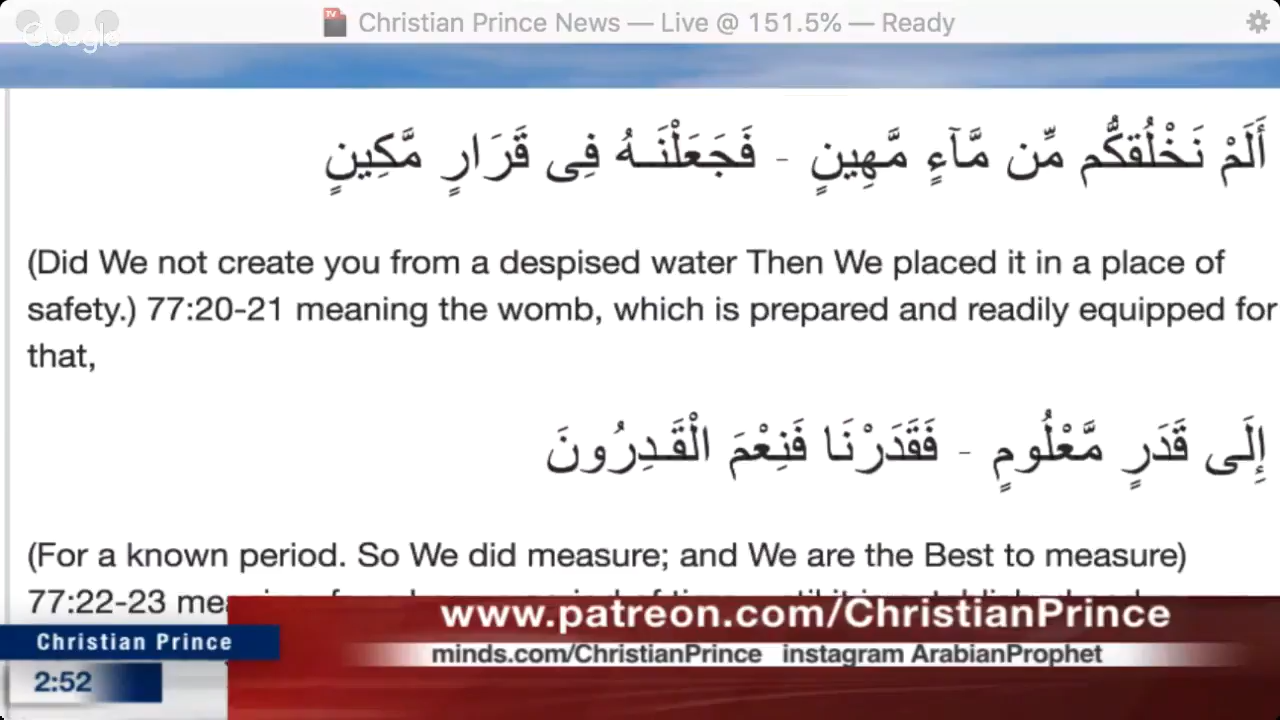 Christian Prince News — Live @ 151.5% — Ready
Google
أَلَمْ نَخْلُقكُّم مِّن مَّآءٍ مَّهِينٍ - فَجَعَلْنَـهُ فِى قَرَارٍ مَّكِينٍ
(Did We not create you from a despised water Then We placed it in a place of
safety.) 77:20-21 meaning the womb, which is prepared and readily equipped for
that,
إِلَى قَدَرٍ مَّعْلُومٍ - فَقَدَرْنَا فَنِعْمَ الْقَـدِرُونَ
(For a known period. So We did measure; and We are the Best to measure)
77:22-23
www.patreon.com/ChristianPrince
Christian Prince
minds.com/ChristianPrince instagram ArabianProphet
2:52